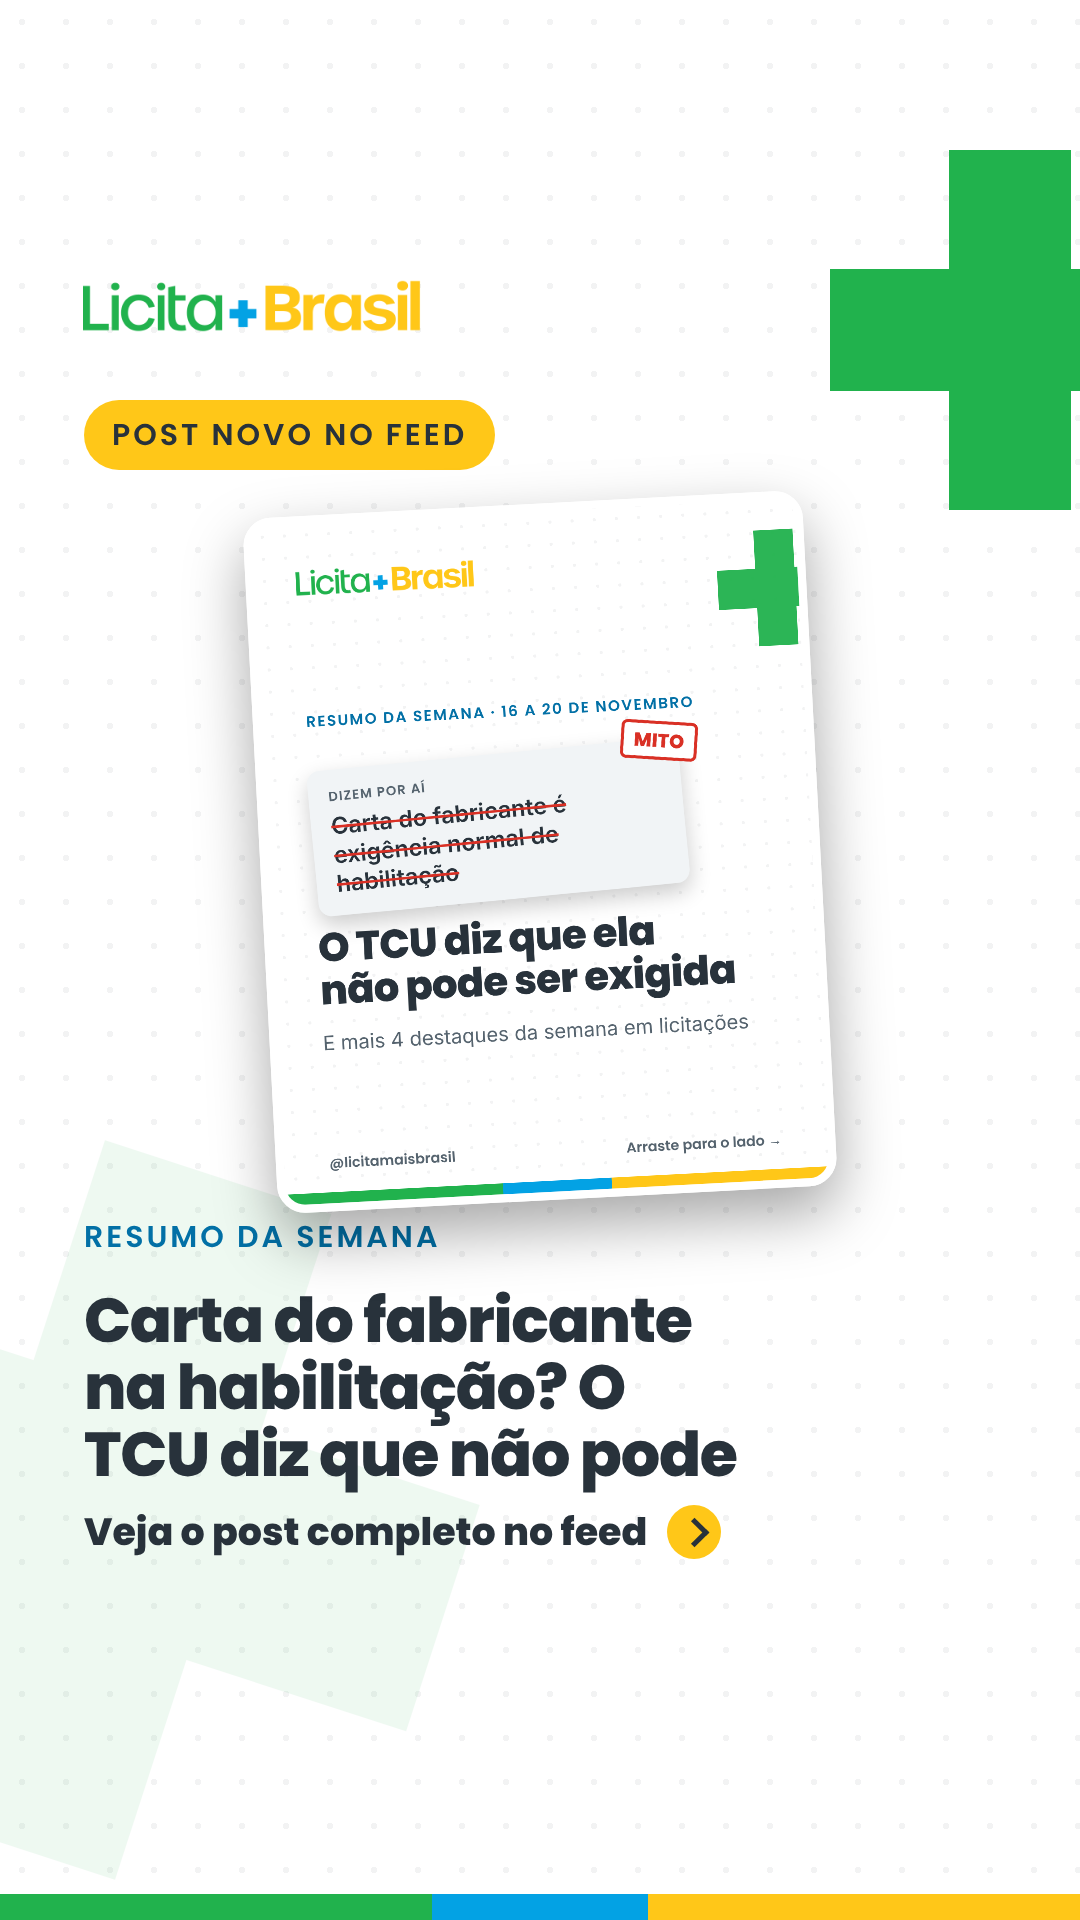 Licita+Brasil
POST NOVO NO FEED
Licita+Brasil
RESUMO DA SEMANA · 16 A 20 DE NOVEMBRO
MITO
DIZEM POR AÍ
Carta do fabricante é
exigência normal de
habilitação
O TCU diz que ela
não pode ser exigida
E mais 4 destaques da semana em licitações
@licitamaisbrasil
Arraste para o lado →
RESUMO DA SEMANA
Carta do fabricante
na habilitação? O
TCU diz que não pode
Veja o post completo no feed